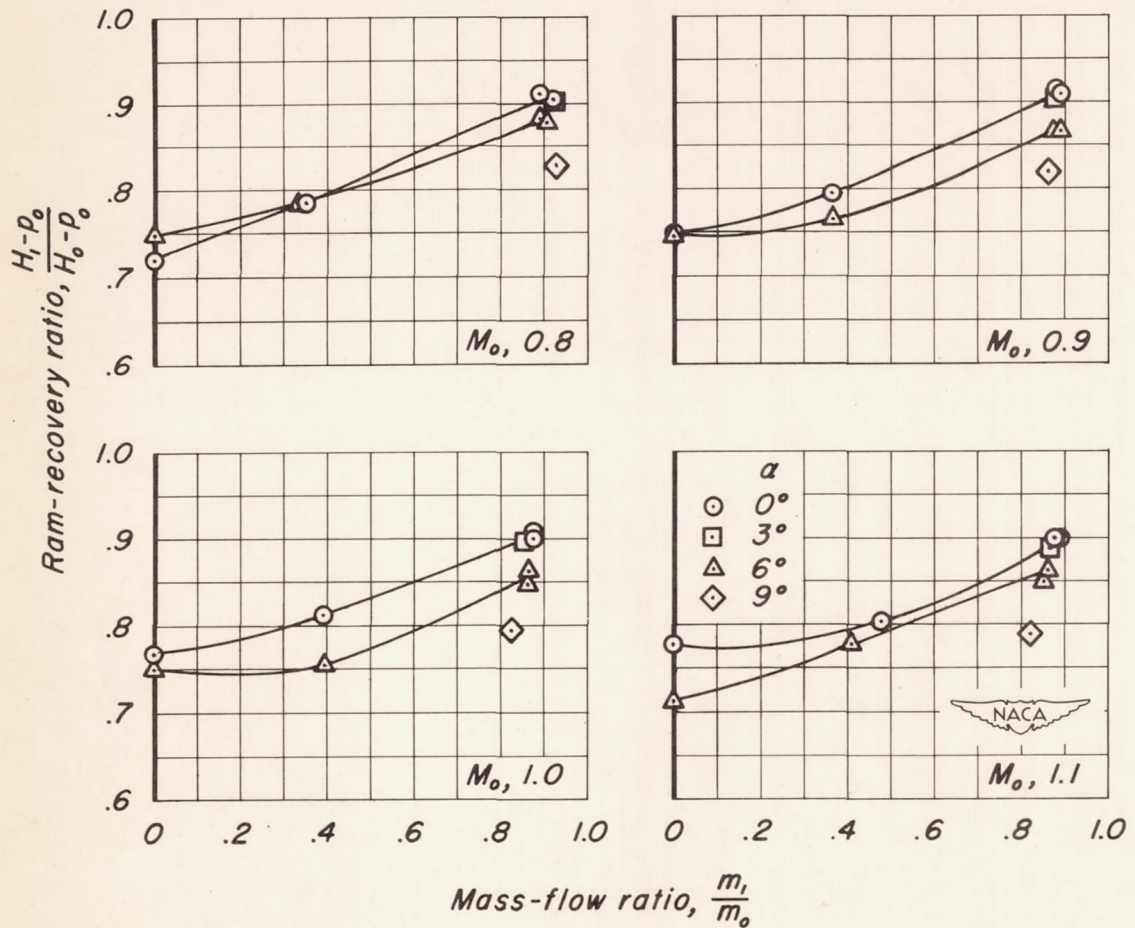 1.0
.9
.8
.7
.6
M₀, 0.8
M₀, 0.9
Ram-recovery ratio, H₁-p₀ / H₀-p₀
1.0
.9
.8
.7
.6
M₀, 1.0
α
0°
3°
6°
9°
NACA
M₀, 1.1
0 .2 .4 .6 .8 1.0
0 .2 .4 .6 .8 1.0
Mass-flow ratio, m₁ / m₀